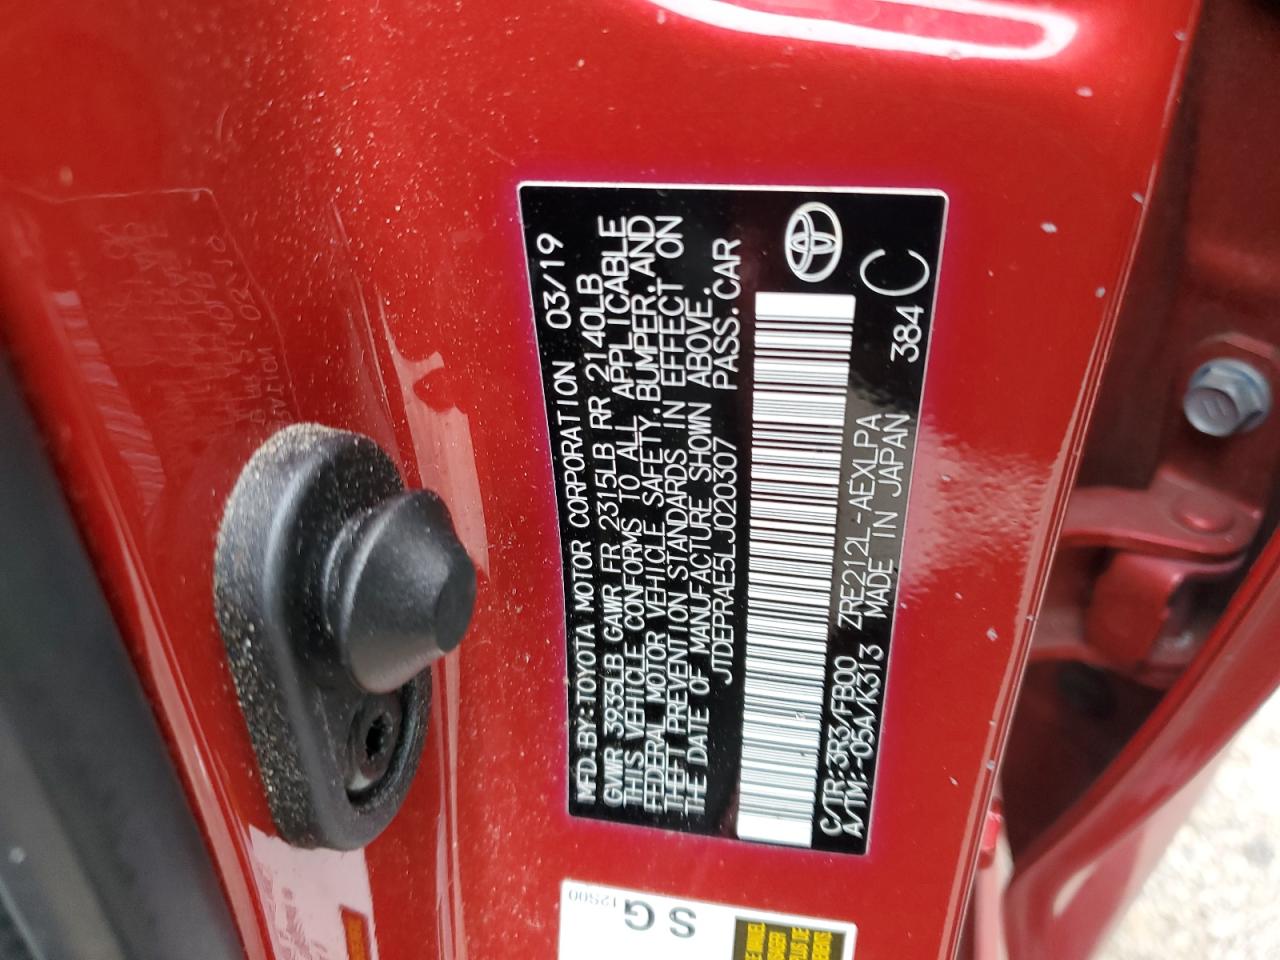 MFD.BY:TOYOTA MOTOR CORPORATION 03/19
GVWR 3935LB GAWR FR 2315LB RR 2140LB
THIS VEHICLE CONFORMS TO ALL APPLICABLE
FEDERAL MOTOR VEHICLE SAFETY,BUMPER,AND
THEFT PREVENTION STANDARDS IN EFFECT ON
THE DATE OF MANUFACTURE SHOWN ABOVE.
JTDEPRAE5LJ020307 PASS.CAR
C/TR:3R3/FB00 ZRE212L-AEXLPA 384 C
A/TM:-05A/K313 MADE IN JAPAN
S G
12S00